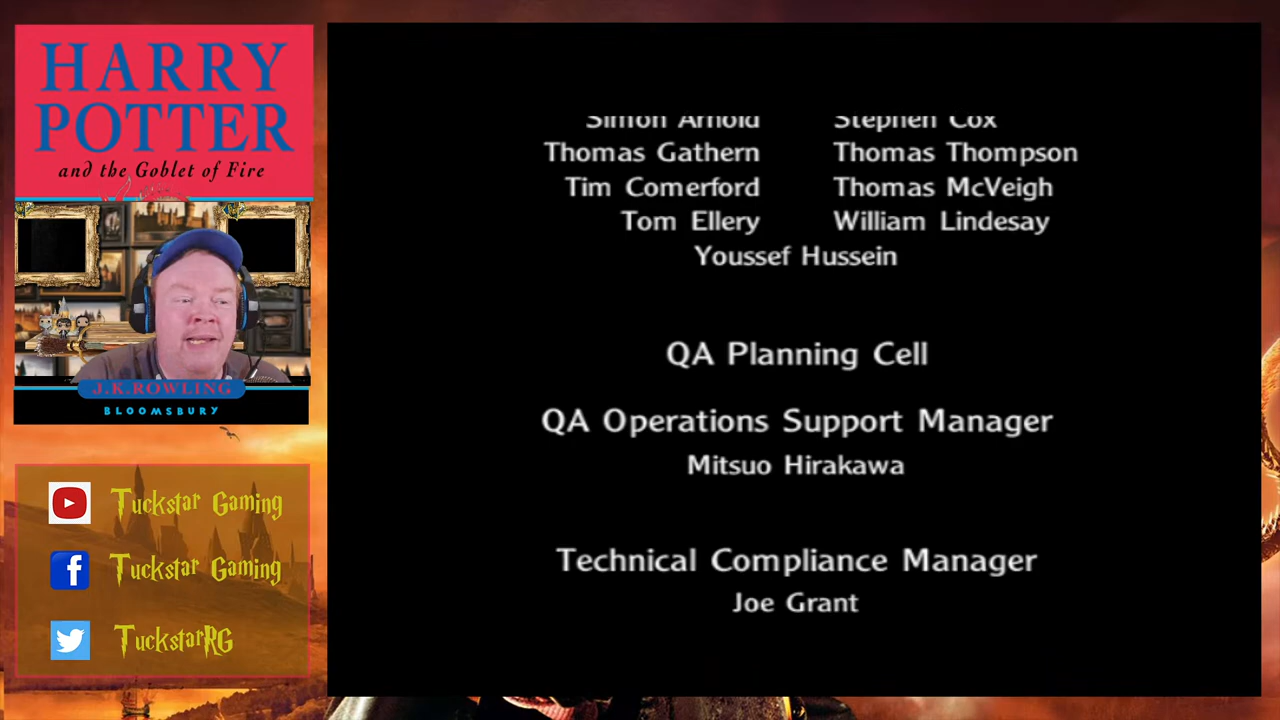 HARRY
POTTER
and the Goblet of Fire
J.K.ROWLING
BLOOMSBURY
Tuckstar Gaming
Tuckstar Gaming
TuckstarRG
Simon Arnold Stephen Cox
Thomas Gathern Thomas Thompson
Tim Comerford Thomas McVeigh
Tom Ellery William Lindesay
Youssef Hussein
QA Planning Cell
QA Operations Support Manager
Mitsuo Hirakawa
Technical Compliance Manager
Joe Grant